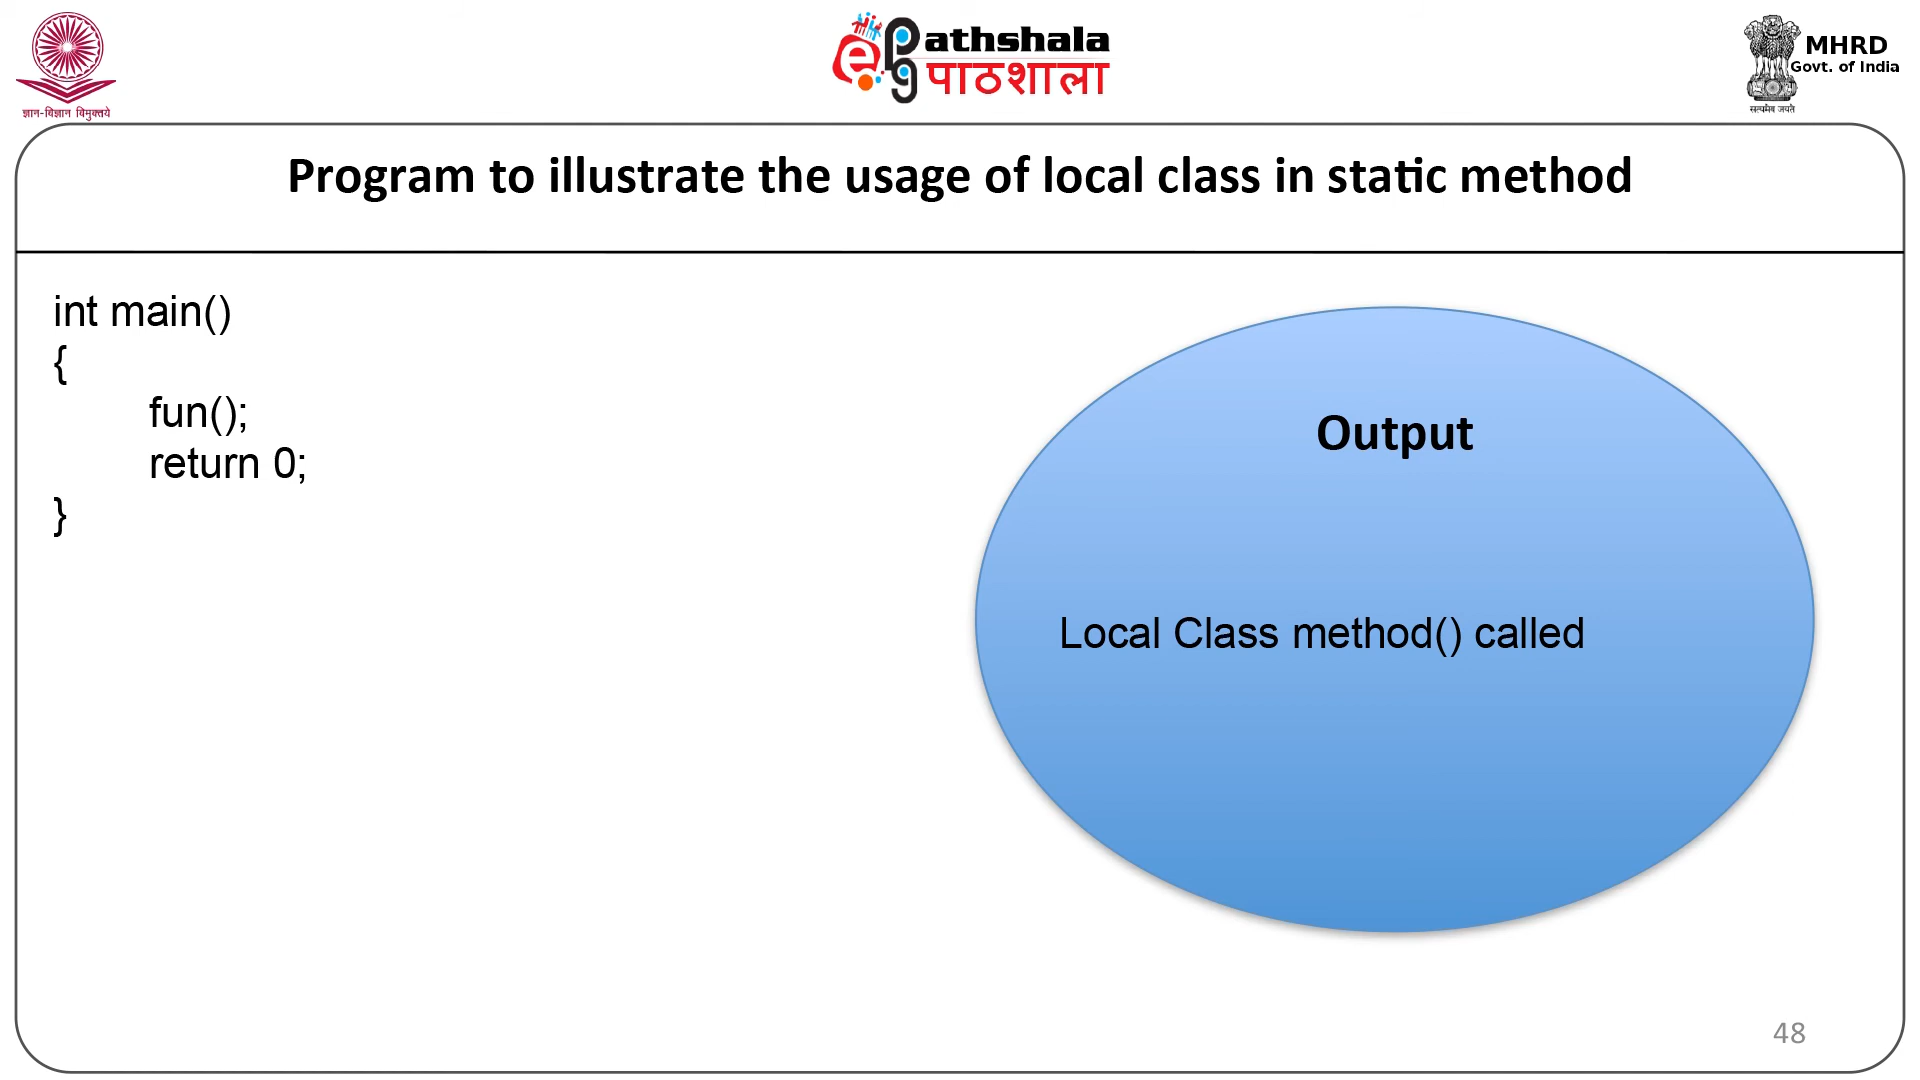 ज्ञान-विज्ञान विमुक्तये
Pathshala
पाठशाला
MHRD
Govt. of India
सत्यमेव जयते
Program to illustrate the usage of local class in static method
int main()
{
fun();
return 0;
}
Output
Local Class method() called
48